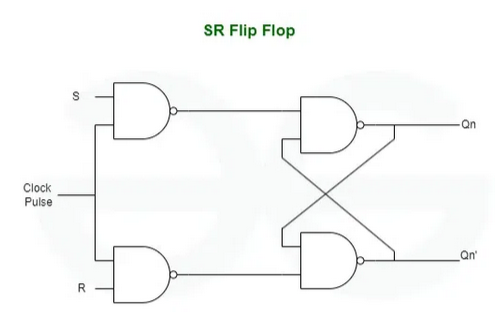 SR Flip Flop
S
Qn
Clock
Pulse
Qn'
R